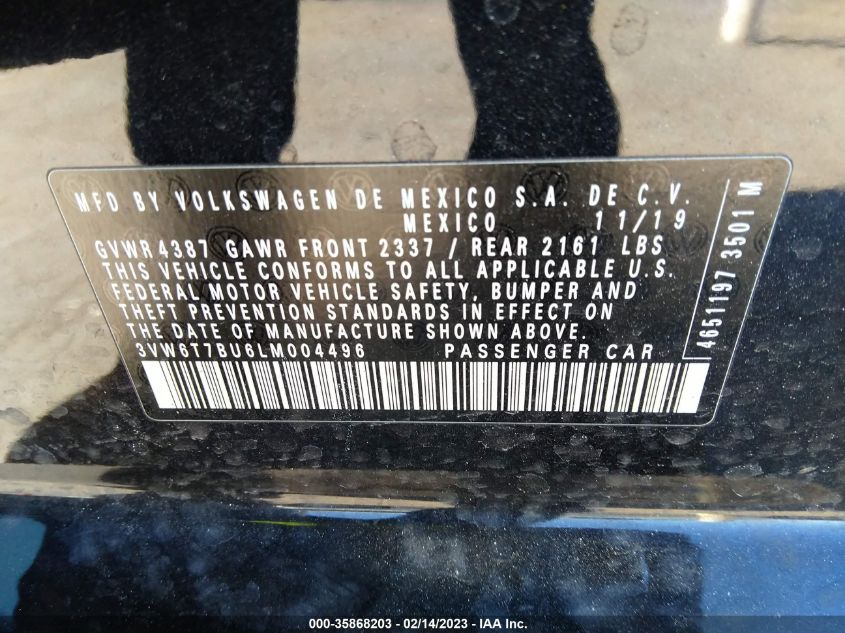 MFD BY VOLKSWAGEN DE MEXICO S.A. DE C.V.
MEXICO 11/19
GVWR 4387 GAWR FRONT 2337 / REAR 2161 LBS
THIS VEHICLE CONFORMS TO ALL APPLICABLE U.S.
FEDERAL MOTOR VEHICLE SAFETY, BUMPER AND
THEFT PREVENTION STANDARDS IN EFFECT ON
THE DATE OF MANUFACTURE SHOWN ABOVE.
3VW6T7BU6LM004496 PASSENGER CAR
4651197 3501 M
000-35868203 — 02/14/2023 — IAA Inc.